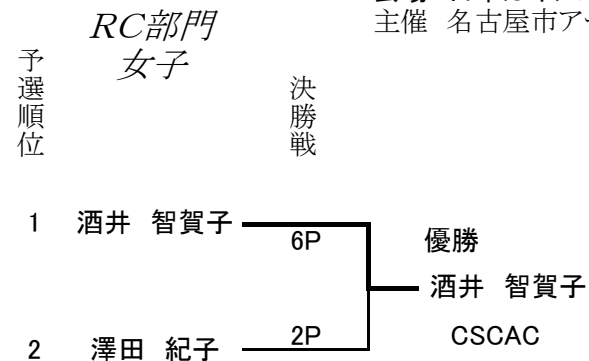 主催 名古屋市アー
RC部門
女子
予選順位
決勝戦
1 酒井 智賀子
6P
優勝
酒井 智賀子
2P
CSCAC
2 澤田 紀子